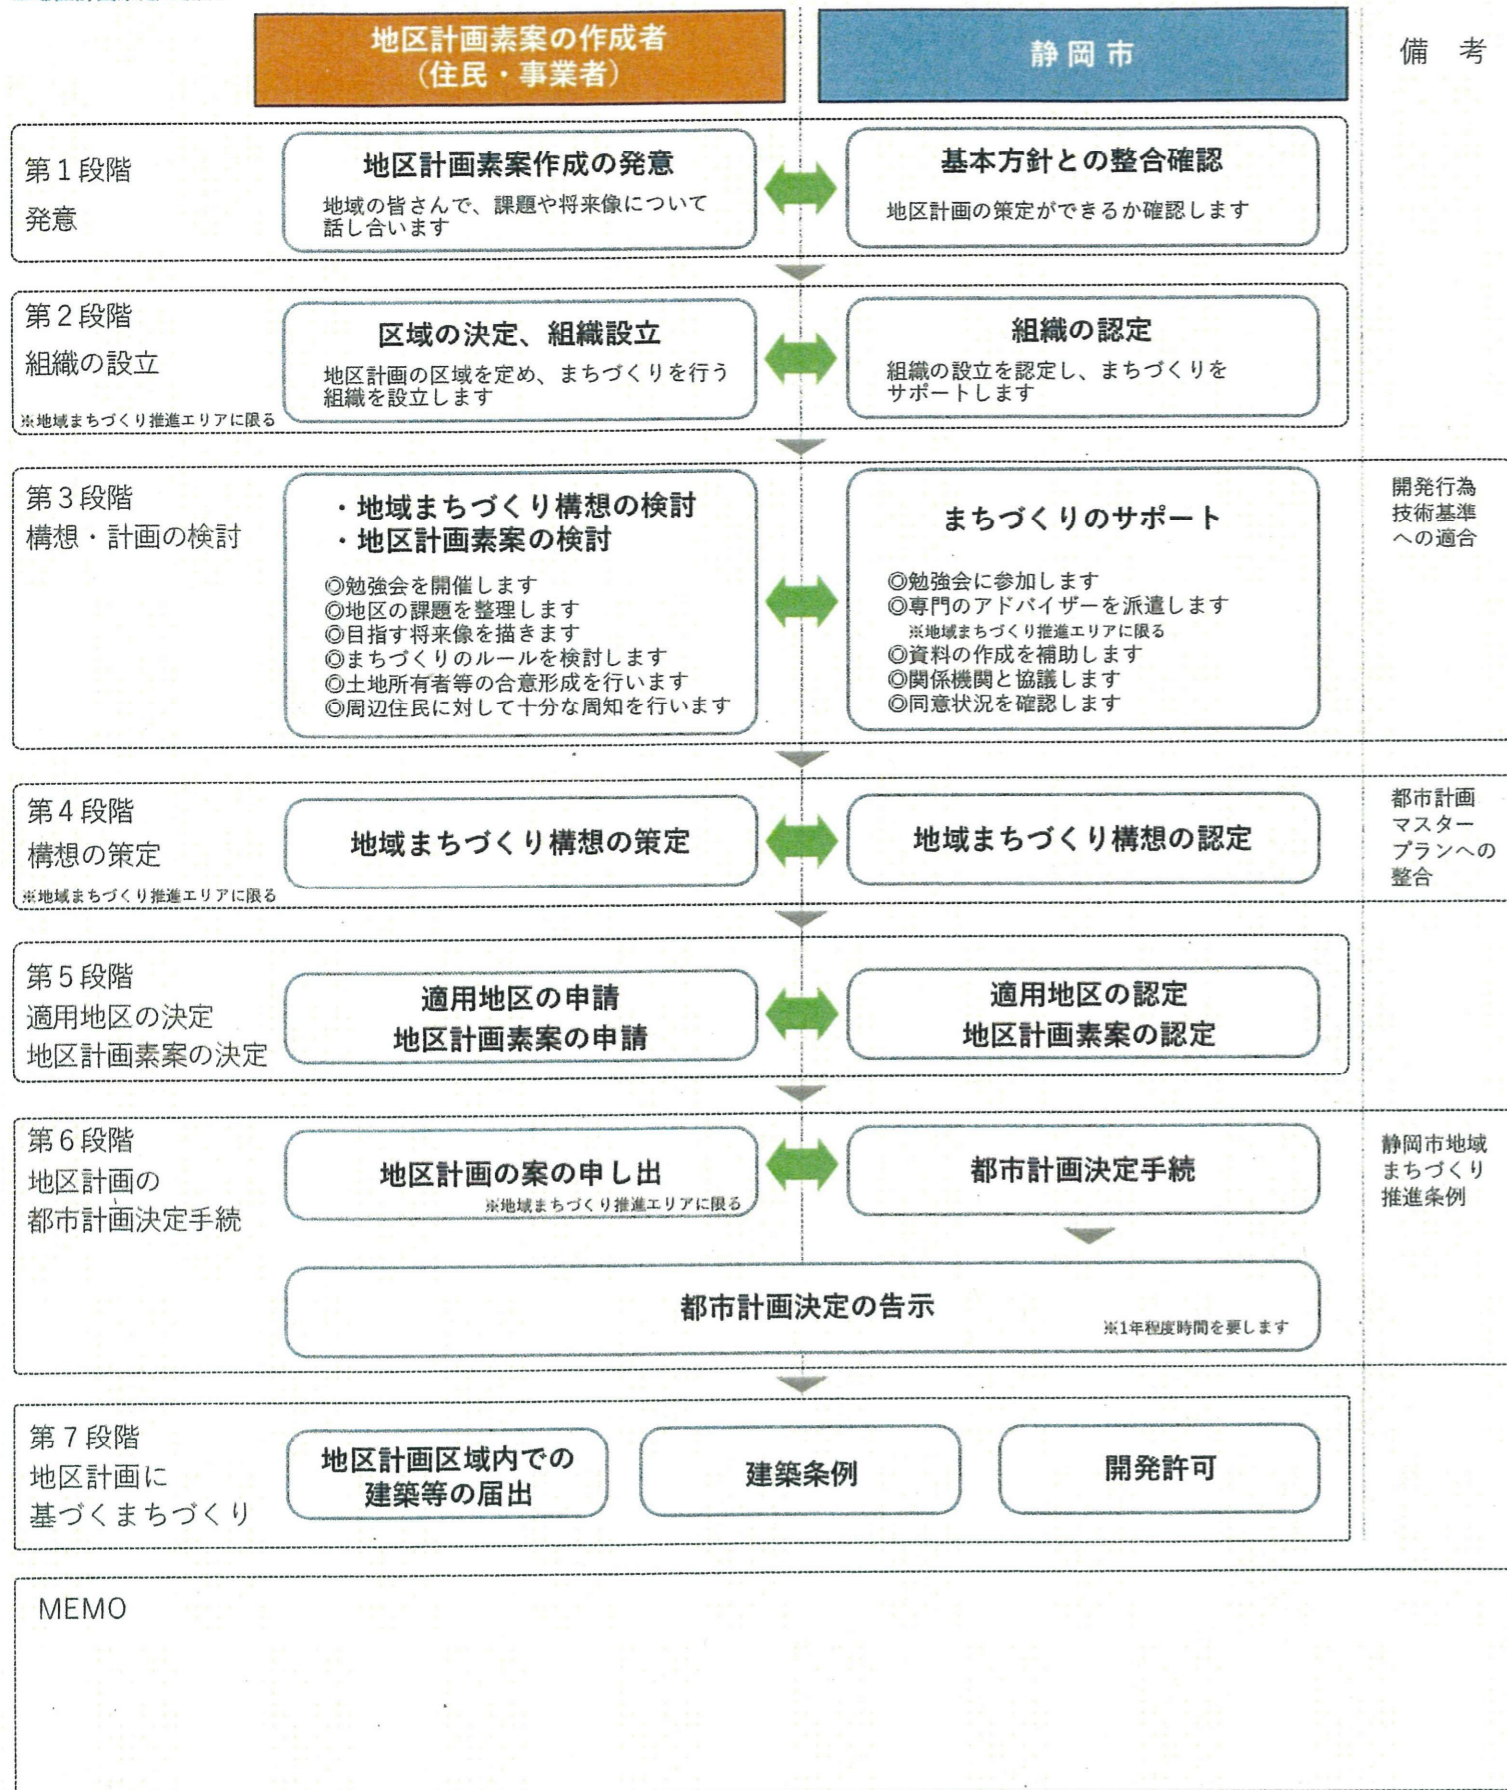 地区計画素案の作成者
（住民・事業者）
静岡市
備 考
第1段階
発意
地区計画素案作成の発意
地域の皆さんで、課題や将来像について
話し合います
基本方針との整合確認
地区計画の策定ができるか確認します
第2段階
組織の設立
※地域まちづくり推進エリアに限る
区域の決定、組織設立
地区計画の区域を定め、まちづくりを行う
組織を設立します
組織の認定
組織の設立を認定し、まちづくりを
サポートします
第3段階
構想・計画の検討
・地域まちづくり構想の検討
・地区計画素案の検討
◎勉強会を開催します
◎地区の課題を整理します
◎目指す将来像を描きます
◎まちづくりのルールを検討します
◎土地所有者等の合意形成を行います
◎周辺住民に対して十分な周知を行います
まちづくりのサポート
◎勉強会に参加します
◎専門のアドバイザーを派遣します
※地域まちづくり推進エリアに限る
◎資料の作成を補助します
◎関係機関と協議します
◎同意状況を確認します
開発行為
技術基準
への適合
第4段階
構想の策定
※地域まちづくり推進エリアに限る
地域まちづくり構想の策定
地域まちづくり構想の認定
都市計画
マスター
プランへの
整合
第5段階
適用地区の決定
地区計画素案の決定
適用地区の申請
地区計画素案の申請
適用地区の認定
地区計画素案の認定
第6段階
地区計画の
都市計画決定手続
地区計画の案の申し出
※地域まちづくり推進エリアに限る
都市計画決定手続
静岡市地域
まちづくり
推進条例
都市計画決定の告示
※1年程度時間を要します
第7段階
地区計画に
基づくまちづくり
地区計画区域内での
建築等の届出
建築条例
開発許可
MEMO